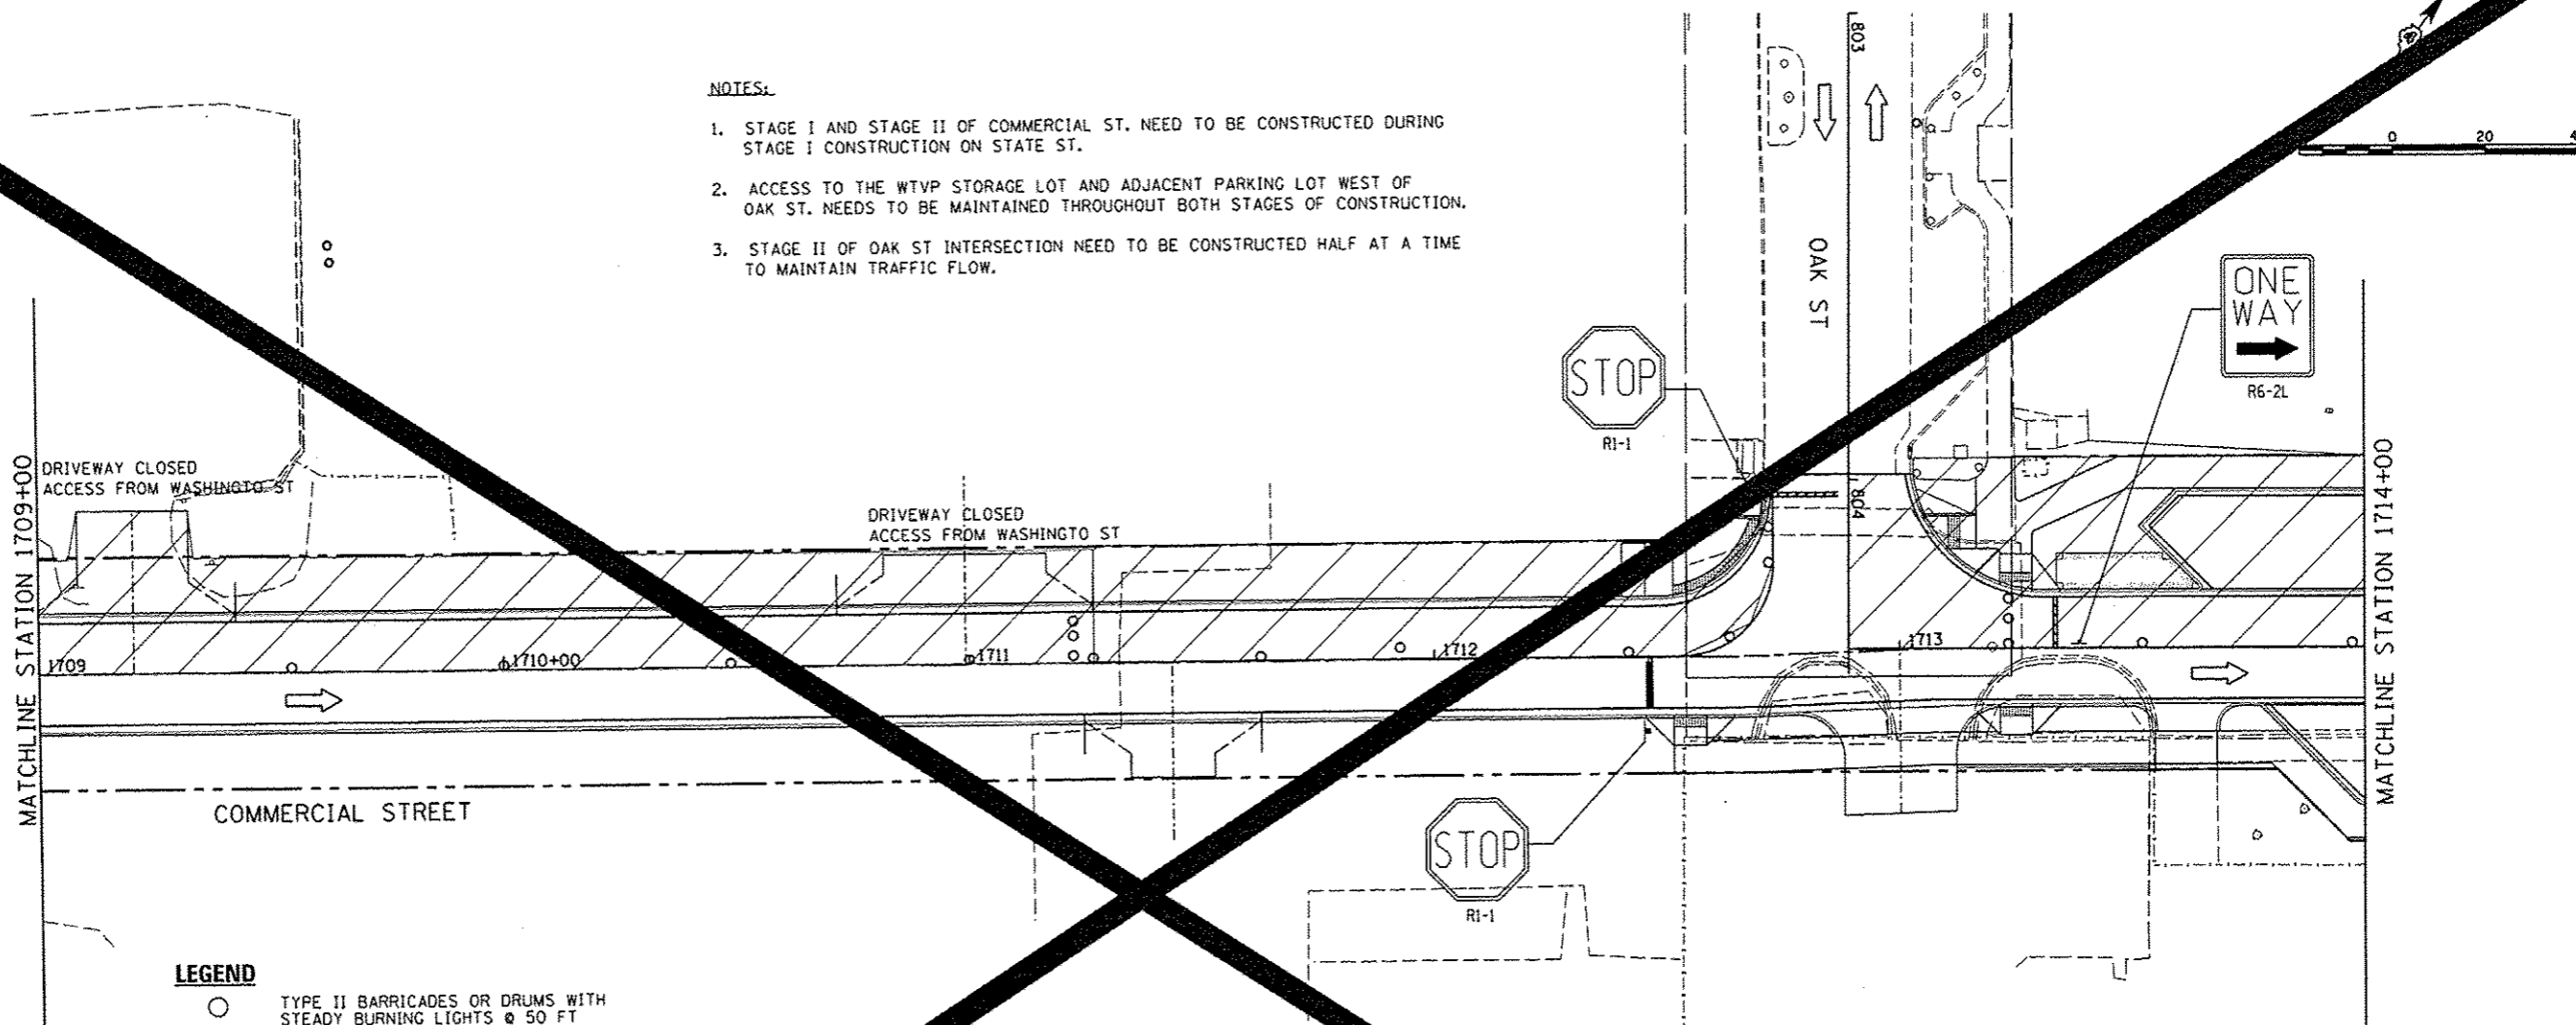 NOTES:
1. STAGE I AND STAGE II OF COMMERCIAL ST. NEED TO BE CONSTRUCTED DURING
STAGE I CONSTRUCTION ON STATE ST.
2. ACCESS TO THE WTVP STORAGE LOT AND ADJACENT PARKING LOT WEST OF
OAK ST. NEEDS TO BE MAINTAINED THROUGHOUT BOTH STAGES OF CONSTRUCTION.
3. STAGE II OF OAK ST INTERSECTION NEED TO BE CONSTRUCTED HALF AT A TIME
TO MAINTAIN TRAFFIC FLOW.
803
0 20
OAK ST
ONE
WAY
R6-2L
STOP
R1-1
MATCHLINE STATION 1709+00
DRIVEWAY CLOSED
ACCESS FROM WASHINGTO ST
DRIVEWAY CLOSED
ACCESS FROM WASHINGTO ST
804
MATCHLINE STATION 1714+00
1709
1710+00
1711
1712
1713
COMMERCIAL STREET
STOP
R1-1
LEGEND
TYPE II BARRICADES OR DRUMS WITH
STEADY BURNING LIGHTS @ 50 FT